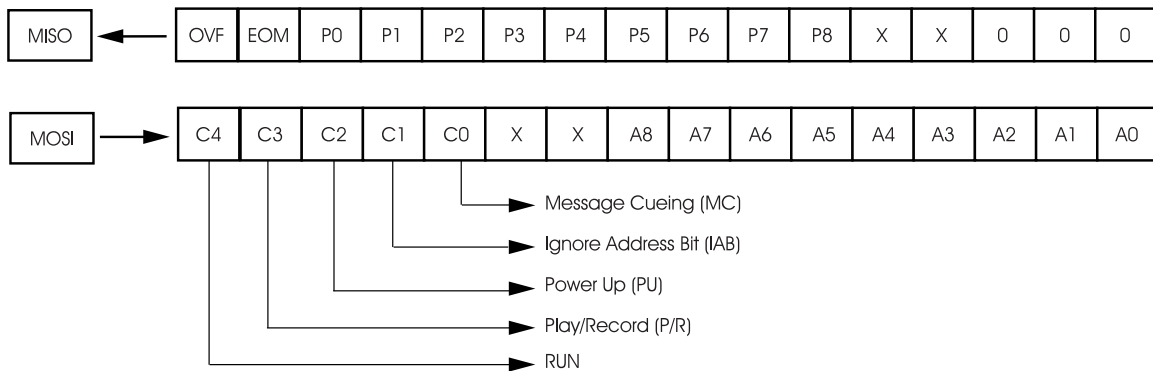 MISO OVF EOM P0 P1 P2 P3 P4 P5 P6 P7 P8 X X 0 0 0
MOSI C4 C3 C2 C1 C0 X X A8 A7 A6 A5 A4 A3 A2 A1 A0
Message Cueing (MC)
Ignore Address Bit (IAB)
Power Up (PU)
Play/Record (P/R)
RUN